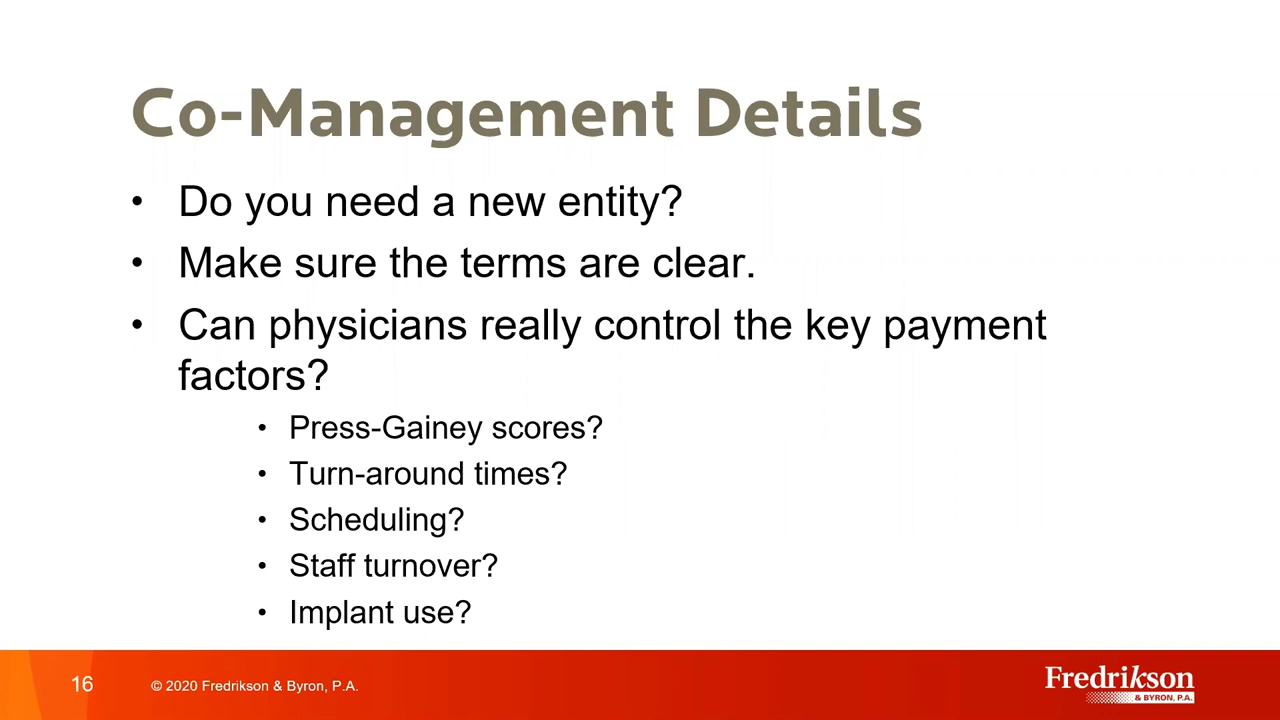 Co-Management Details
• Do you need a new entity?
• Make sure the terms are clear.
• Can physicians really control the key payment
factors?
• Press-Gainey scores?
• Turn-around times?
• Scheduling?
• Staff turnover?
• Implant use?
16
© 2020 Fredrikson & Byron, P.A.
Fredrikson
& BYRON, P.A.